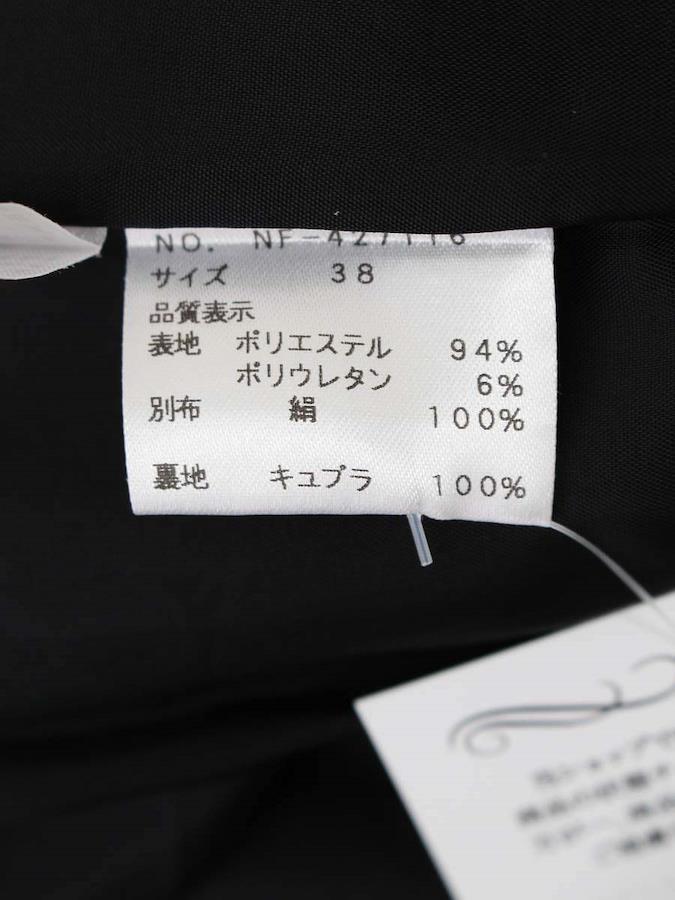 NO. NF-427116
サイズ 38
品質表示
表地 ポリエステル 94%
ポリウレタン 6%
別布 絹 100%
裏地 キュプラ 100%